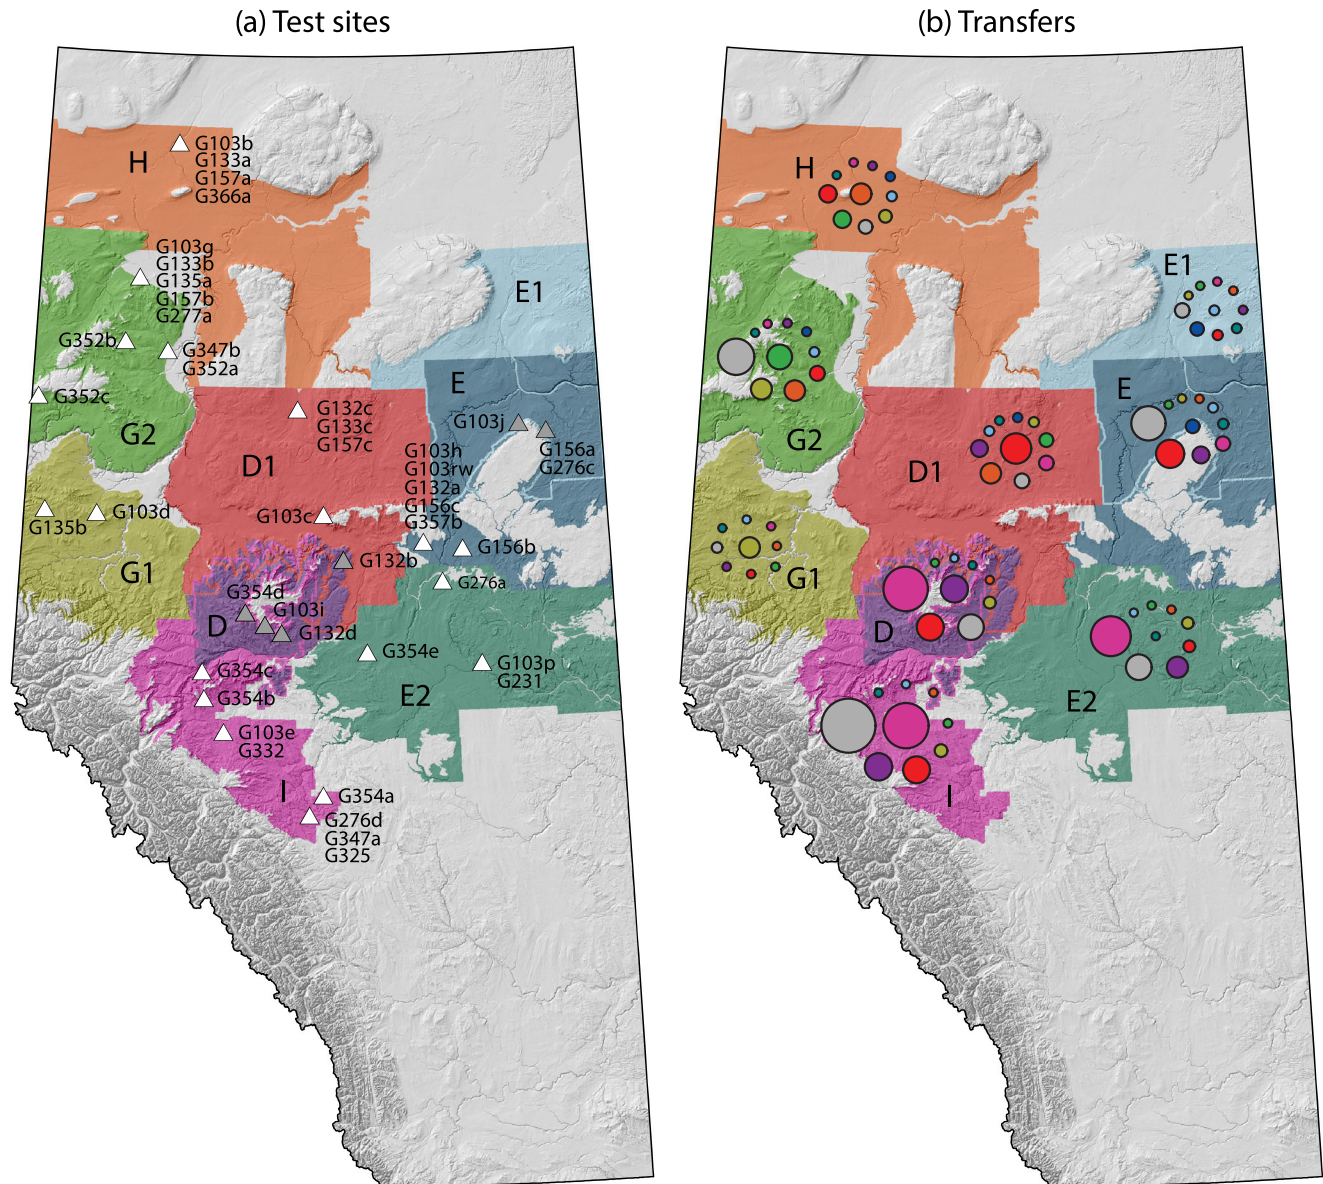 (a) Test sites
(b) Transfers
H
G103b
G133a
G157a
G366a
G103g
G133b
G135a
G157b
G277a
G352b
G347b
G352a
G352c
G2
E1
E
G103j
G156a
G276c
G132c
G133c
G157c
D1
G103h
G103rw
G132a
G156c
G357b
G103c
G135b
G103d
G1
G132b
G156b
G276a
G354d
G103i
G132d
D
G354e
G103p
G231
E2
G354c
G354b
G103e
G332
I
G354a
G276d
G347a
G325
H
E1
E
G2
D1
G1
D
E2
I